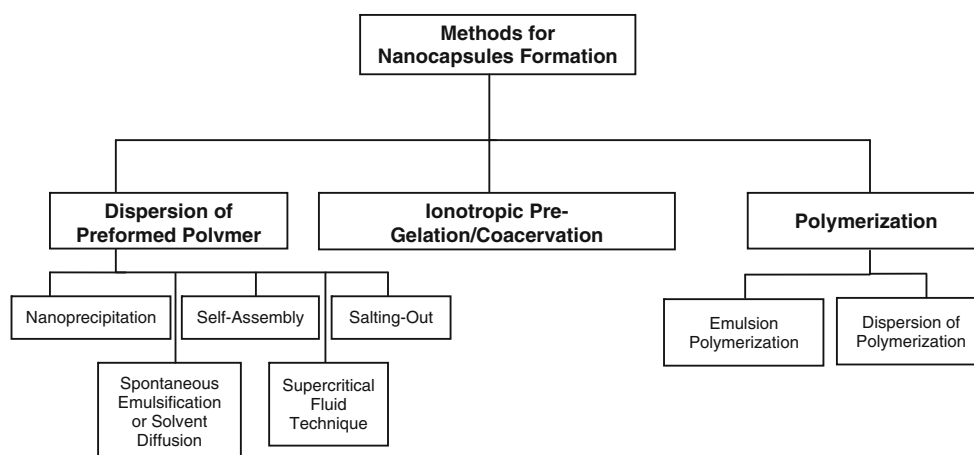 Methods for
Nanocapsules Formation
Dispersion of
Preformed Polvmer
Ionotropic Pre-
Gelation/Coacervation
Polymerization
Nanoprecipitation
Self-Assembly
Salting-Out
Emulsion
Polymerization
Dispersion of
Polymerization
Spontaneous
Emulsification
or Solvent
Diffusion
Supercritical
Fluid
Technique